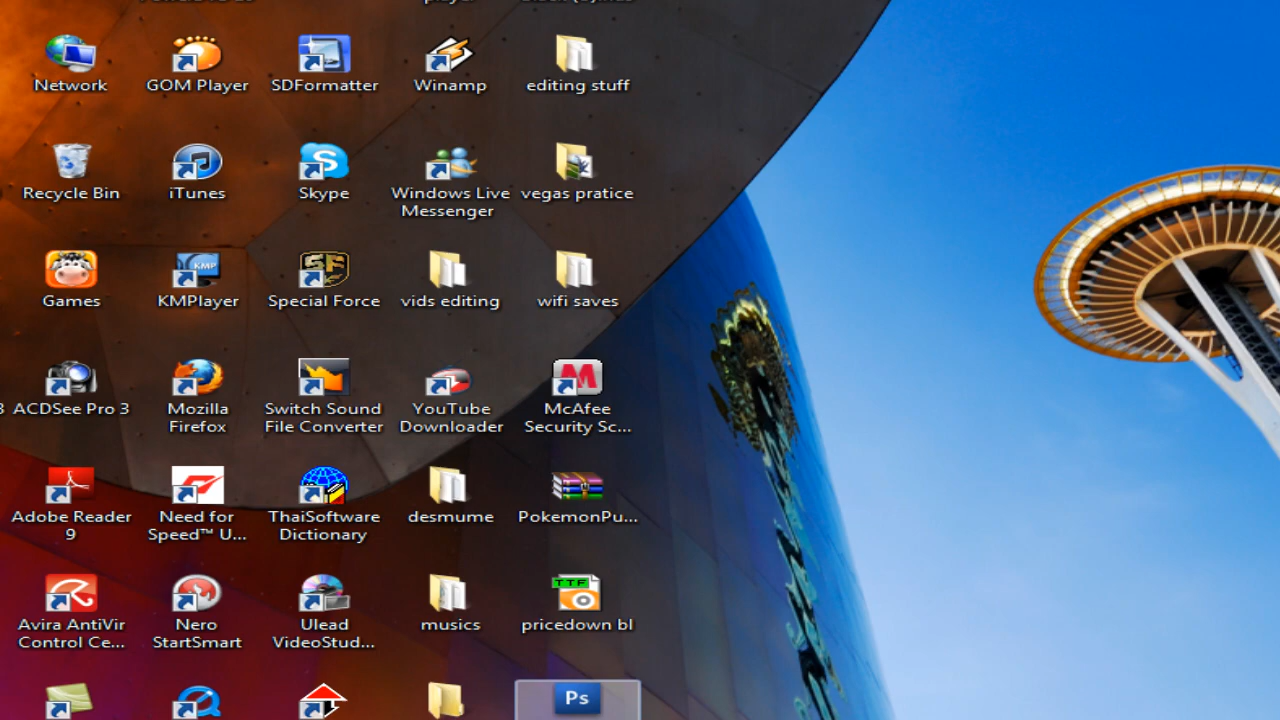 Network
GOM Player
SDFormatter
Winamp
editing stuff
Recycle Bin
iTunes
Skype
Windows Live
Messenger
vegas pratice
Games
KMPlayer
Special Force
vids editing
wifi saves
ACDSee Pro 3
Mozilla
Firefox
Switch Sound
File Converter
YouTube
Downloader
McAfee
Security Sc...
Adobe Reader
9
Need for
Speed™ U...
ThaiSoftware
Dictionary
desmume
PokemonPu...
Avira AntiVir
Control Ce...
Nero
StartSmart
Ulead
VideoStud...
musics
TTF
pricedown bl
Ps